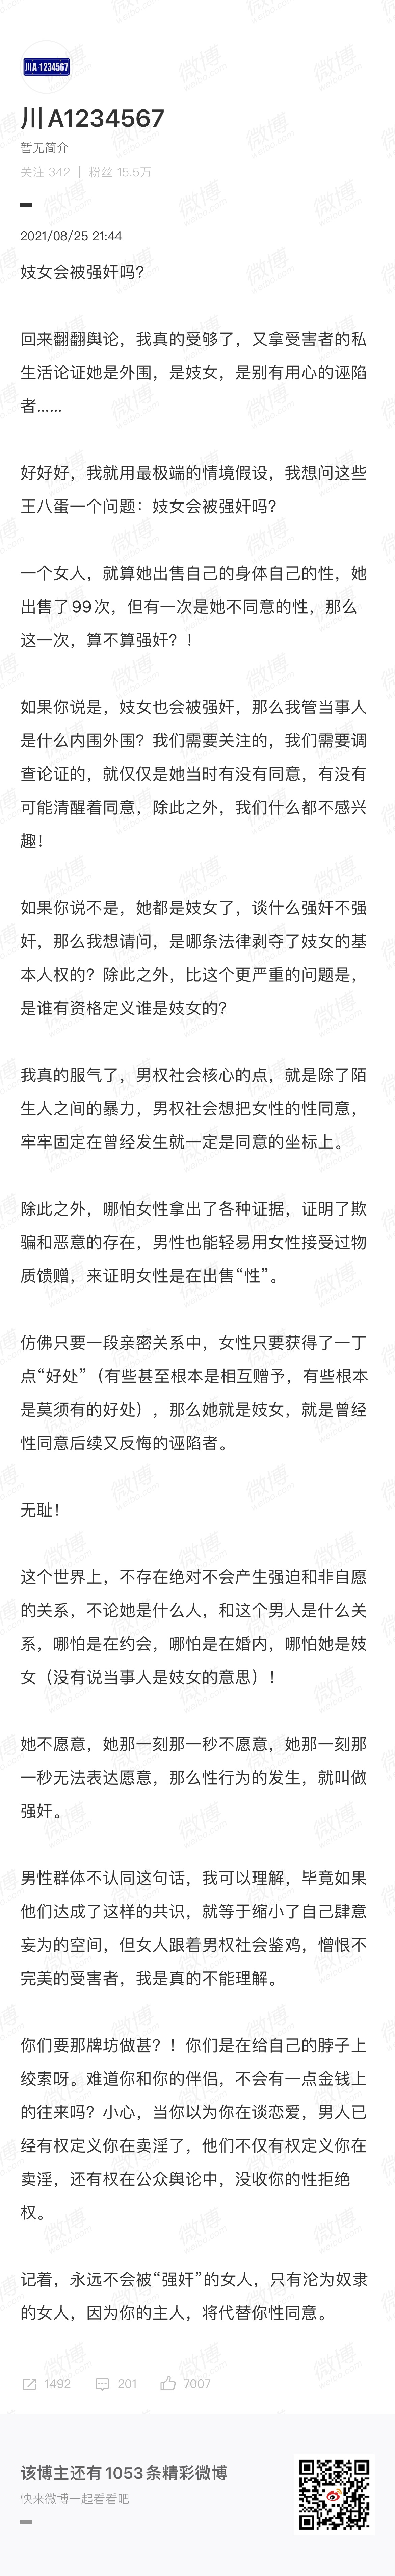 川A·1234567
川A1234567
暂无简介
关注 342 | 粉丝 15.5万
2021/08/25 21:44
妓女会被强奸吗?
回来翻翻舆论，我真的受够了，又拿受害者的私
生活论证她是外围，是妓女，是别有用心的诬陷
者……
好好好，我就用最极端的情境假设，我想问这些
王八蛋一个问题：妓女会被强奸吗?
一个女人，就算她出售自己的身体自己的性，她
出售了99次，但有一次是她不同意的性，那么
这一次，算不算强奸？！
如果你说是，妓女也会被强奸，那么我管当事人
是什么内围外围？我们需要关注的，我们需要调
查论证的，就仅仅是她当时有没有同意，有没有
可能清醒着同意，除此之外，我们什么都不感兴
趣！
如果你说不是，她都是妓女了，谈什么强奸不强
奸，那么我想请问，是哪条法律剥夺了妓女的基
本人权的？除此之外，比这个更严重的问题是，
是谁有资格定义谁是妓女的?
我真的服气了，男权社会核心的点，就是除了陌
生人之间的暴力，男权社会想把女性的性同意，
牢牢固定在曾经发生就一定是同意的坐标上。
除此之外，哪怕女性拿出了各种证据，证明了欺
骗和恶意的存在，男性也能轻易用女性接受过物
质馈赠，来证明女性是在出售“性”。
仿佛只要一段亲密关系中，女性只要获得了一丁
点“好处”（有些甚至根本是相互赠予，有些根本
是莫须有的好处），那么她就是妓女，就是曾经
性同意后续又反悔的诬陷者。
无耻！
这个世界上，不存在绝对不会产生强迫和非自愿
的关系，不论她是什么人，和这个男人是什么关
系，哪怕是在约会，哪怕是在婚内，哪怕她是妓
女（没有说当事人是妓女的意思）！
她不愿意，她那一刻那一秒不愿意，她那一刻那
一秒无法表达愿意，那么性行为的发生，就叫做
强奸。
男性群体不认同这句话，我可以理解，毕竟如果
他们达成了这样的共识，就等于缩小了自己肆意
妄为的空间，但女人跟着男权社会鉴鸡，憎恨不
完美的受害者，我是真的不能理解。
你们要那牌坊做甚？！你们是在给自己的脖子上
绞索呀。难道你和你的伴侣，不会有一点金钱上
的往来吗？小心，当你以为你在谈恋爱，男人已
经有权定义你在卖淫了，他们不仅有权定义你在
卖淫，还有权在公众舆论中，没收你的性拒绝
权。
记着，永远不会被“强奸”的女人，只有沦为奴隶
的女人，因为你的主人，将代替你性同意。
1492 201 7007
该博主还有1053条精彩微博
快来微博一起看看吧
微博
weibo.com